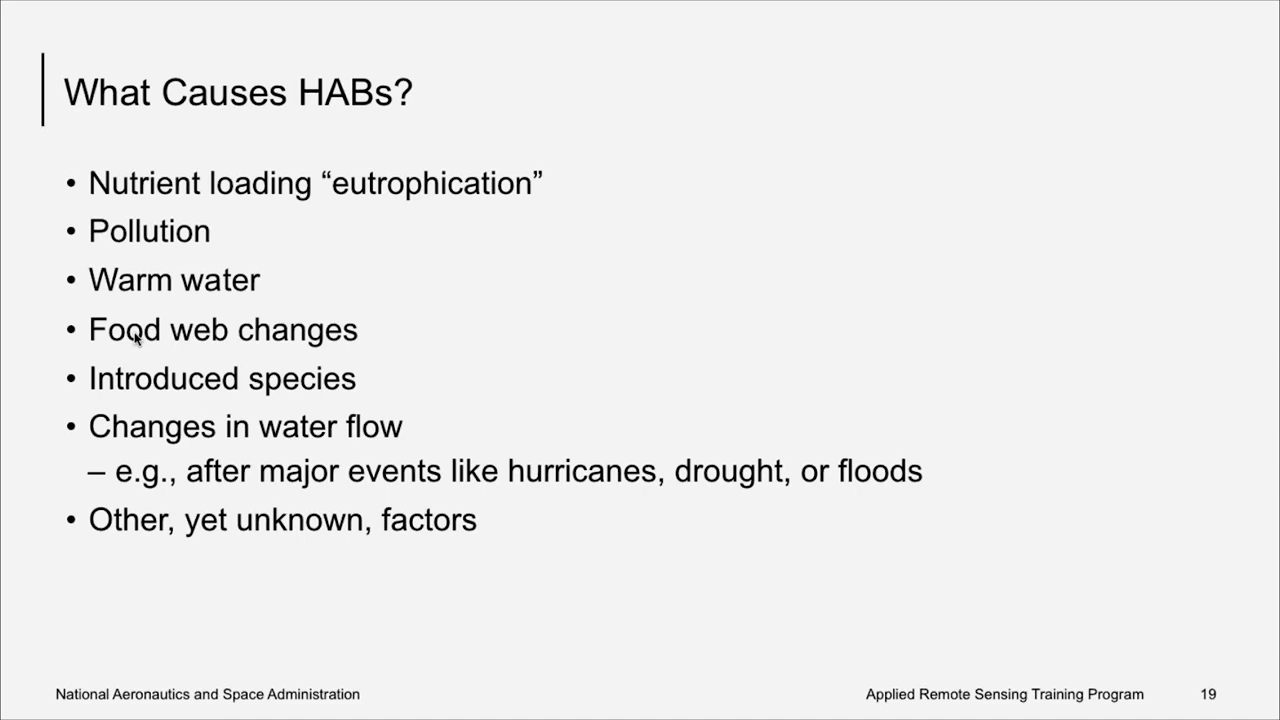 What Causes HABs?
• Nutrient loading “eutrophication”
• Pollution
• Warm water
• Food web changes
• Introduced species
• Changes in water flow
– e.g., after major events like hurricanes, drought, or floods
• Other, yet unknown, factors
National Aeronautics and Space Administration
Applied Remote Sensing Training Program
19